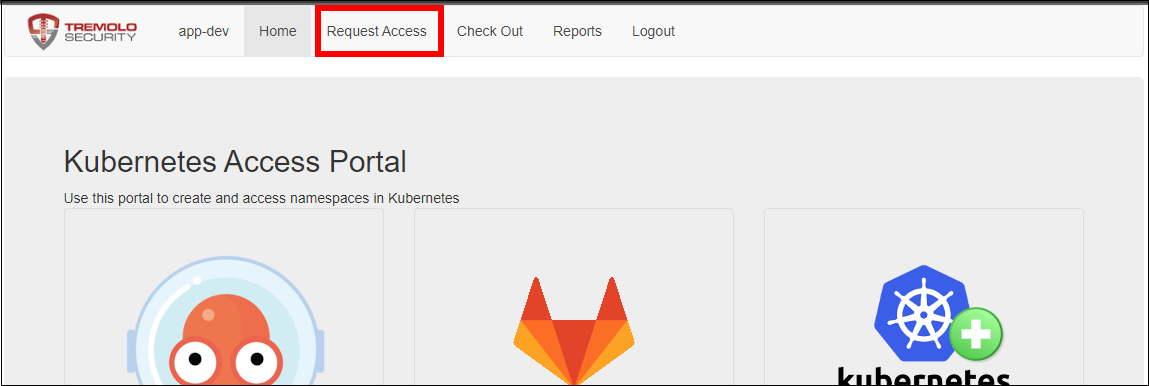 TREMOLO
SECURITY
app-dev Home Request Access Check Out Reports Logout
Kubernetes Access Portal
Use this portal to create and access namespaces in Kubernetes
kubernetes